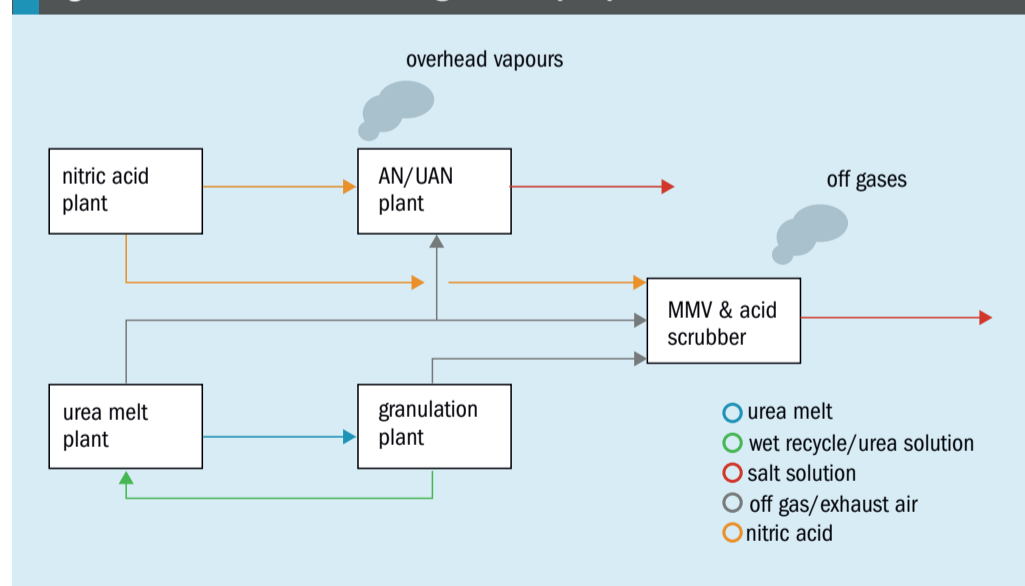 overhead vapours
nitric acid
plant
AN/UAN
plant
off gases
MMV & acid
scrubber
urea melt
plant
granulation
plant
urea melt
wet recycle/urea solution
salt solution
off gas/exhaust air
nitric acid